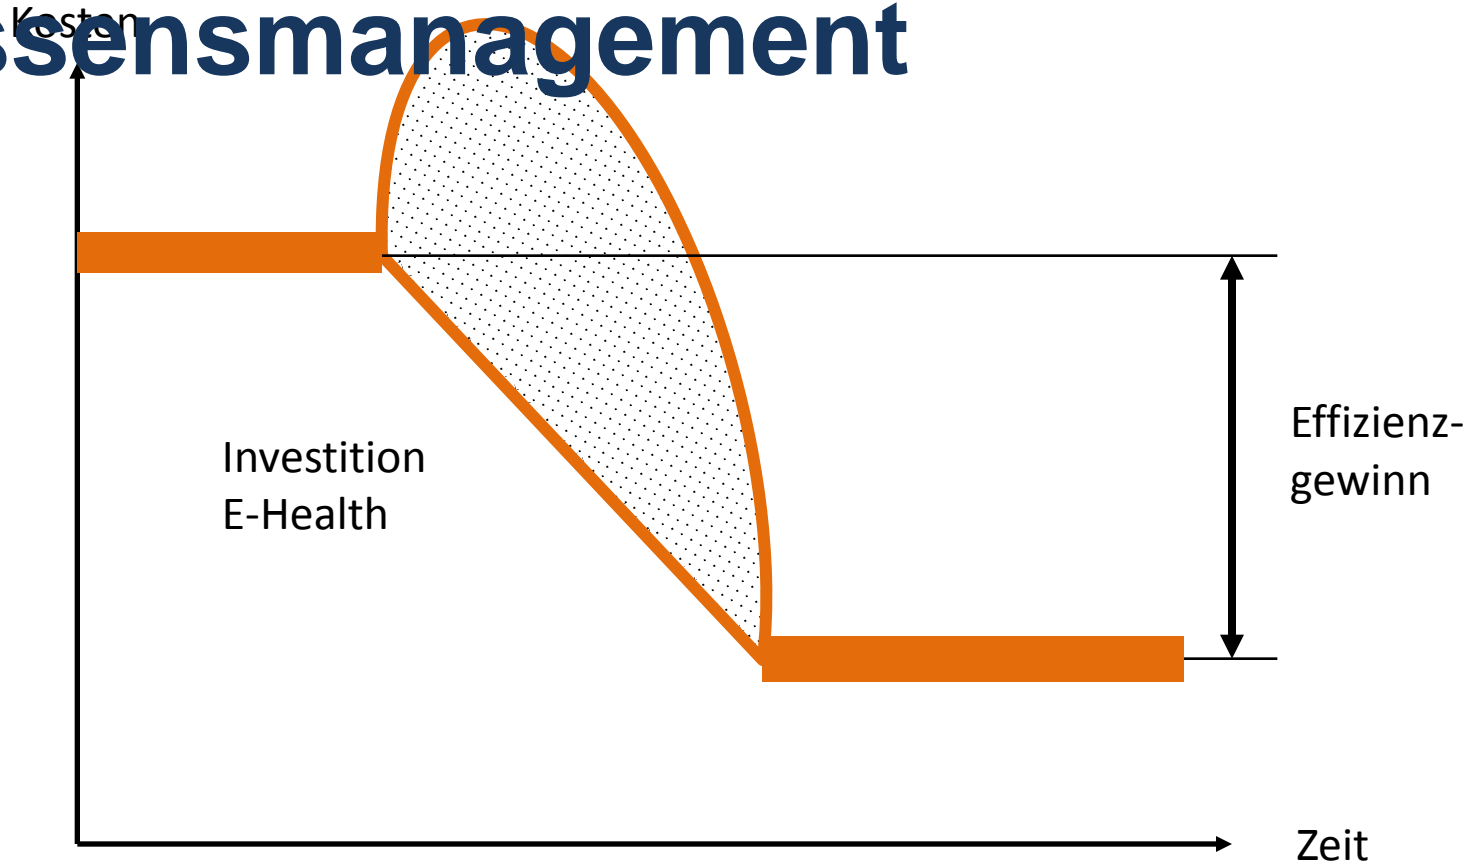 Kosten
ssensmanagement
Investition
E-Health
Effizienz-
gewinn
Zeit